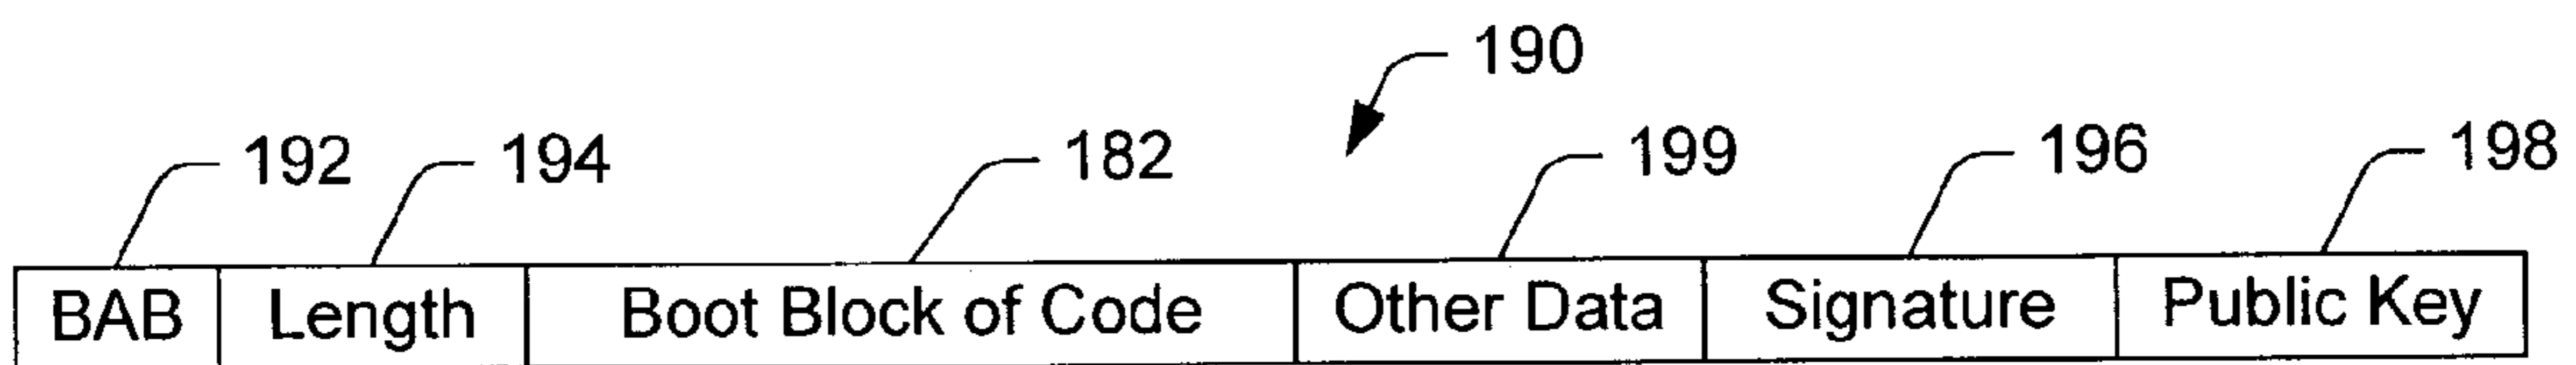 190
192 194 182 199 196 198
BAB Length Boot Block of Code Other Data Signature Public Key